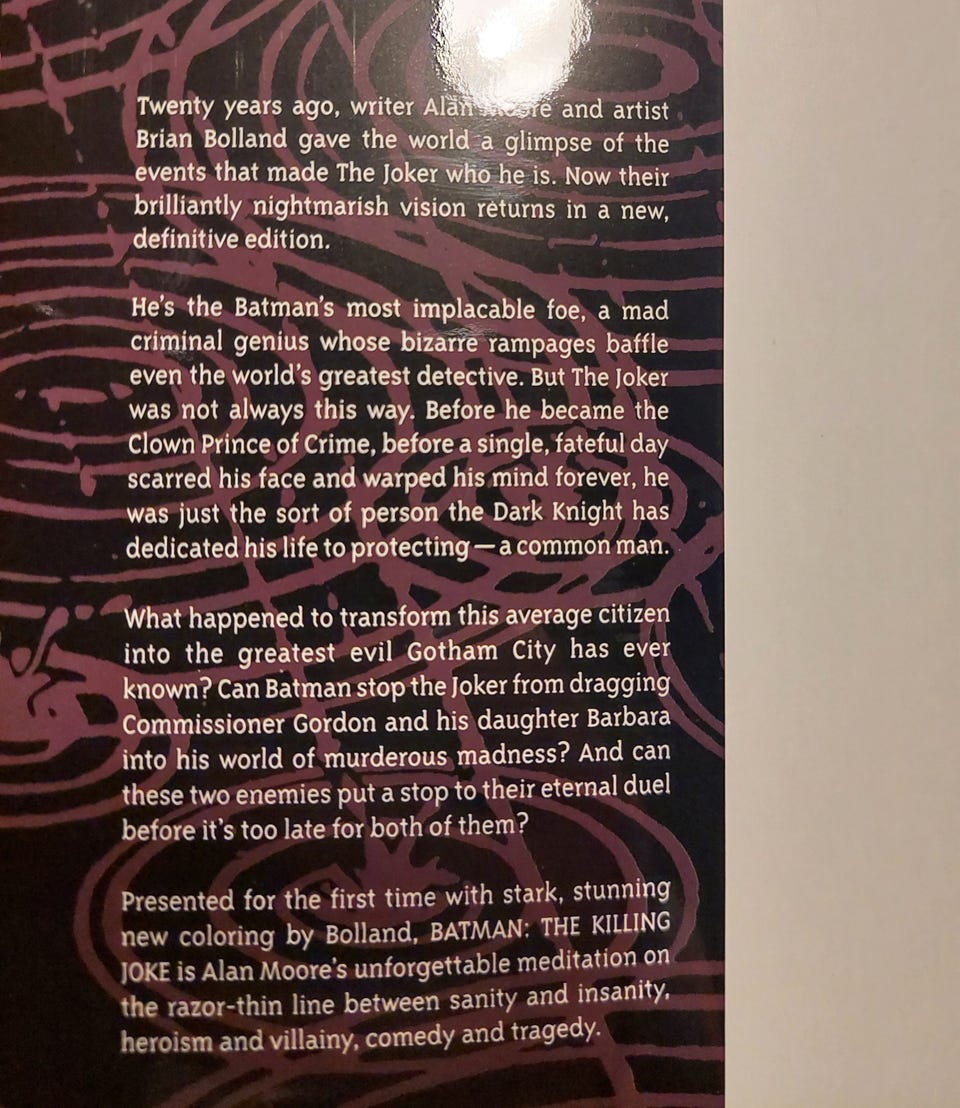 Twenty years ago, writer Alan Moore and artist
Brian Bolland gave the world a glimpse of the
events that made The Joker who he is. Now their
brilliantly nightmarish vision returns in a new,
definitive edition.
He's the Batman's most implacable foe, a mad
criminal genius whose bizarre rampages baffle
even the world's greatest detective. But The Joker
was not always this way. Before he became the
Clown Prince of Crime, before a single, fateful day
scarred his face and warped his mind forever, he
was just the sort of person the Dark Knight has
dedicated his life to protecting—a common man.
What happened to transform this average citizen
into the greatest evil Gotham City has ever
known? Can Batman stop the Joker from dragging
Commissioner Gordon and his daughter Barbara
into his world of murderous madness? And can
these two enemies put a stop to their eternal duel
before it's too late for both of them?
Presented for the first time with stark, stunning
new coloring by Bolland, BATMAN: THE KILLING
JOKE is Alan Moore's unforgettable meditation on
the razor-thin line between sanity and insanity,
heroism and villainy, comedy and tragedy.